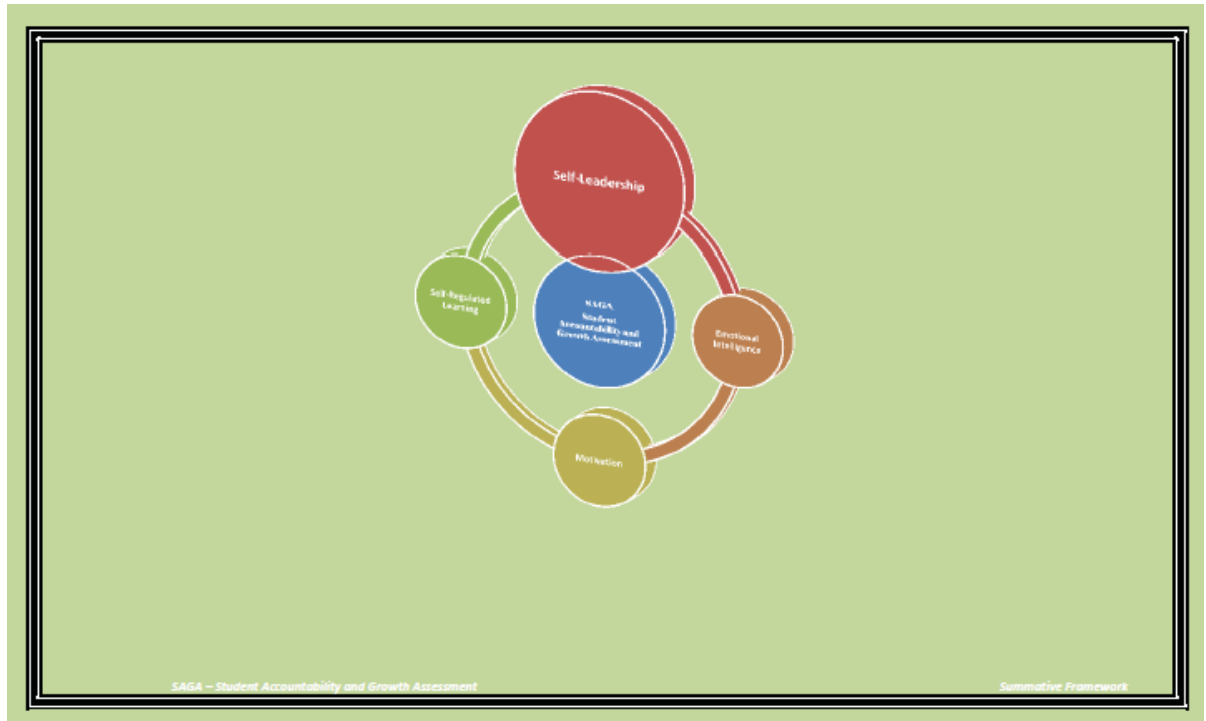 Self-Leadership
Self-Regulated
Learning
SAGA
Student
Accountability and
Growth Assessment
Emotional
Intelligence
Motivation
SAGA – Student Accountability and Growth Assessment
Summative Framework